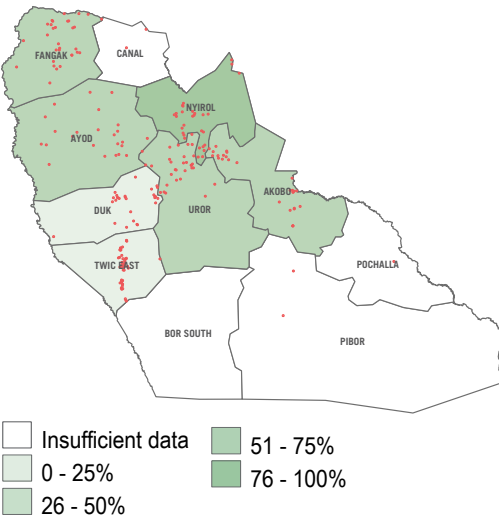 FANGAK
CANAL
NYIROL
AYOD
AKOBO
DUK
UROR
TWIC EAST
POCHALLA
BOR SOUTH
PIBOR
Insufficient data
0 - 25%
26 - 50%
51 - 75%
76 - 100%